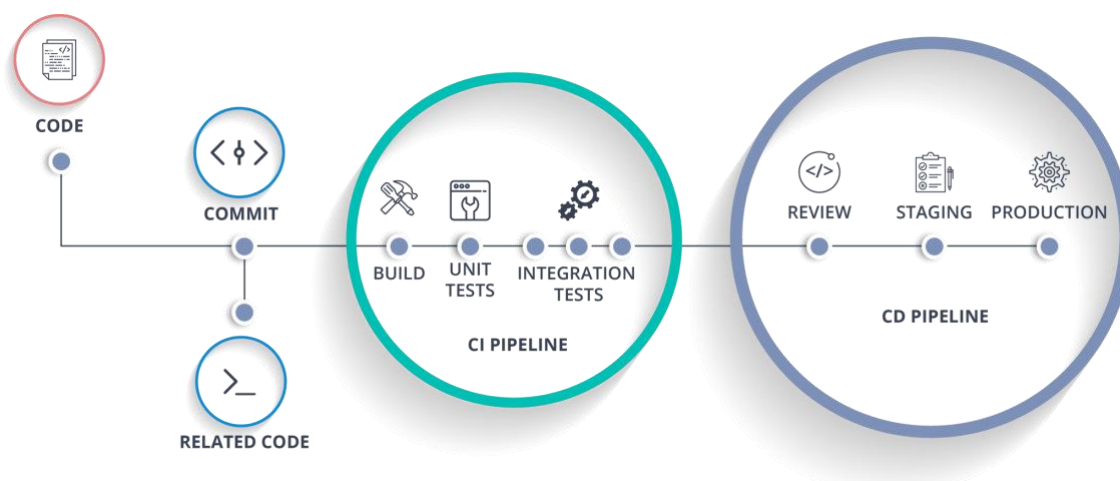 CODE
COMMIT
RELATED CODE
BUILD
UNIT
TESTS
INTEGRATION
TESTS
CI PIPELINE
REVIEW
STAGING
PRODUCTION
CD PIPELINE